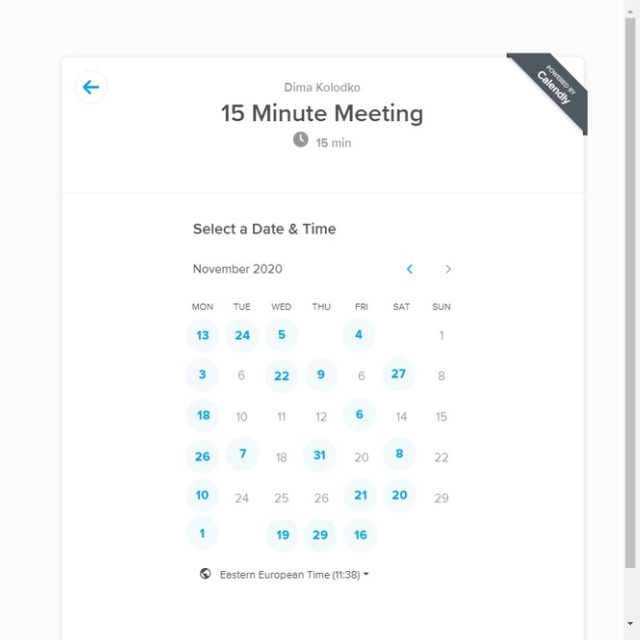 POWERED BY
Calendly
Dima Kolodko
15 Minute Meeting
15 min
Select a Date & Time
November 2020
MON TUE WED THU FRI SAT SUN
13 24 5 4 1
3 6 22 9 6 27 8
18 10 11 12 6 14 15
26 7 18 31 20 8 22
10 24 25 26 21 20 29
1 19 29 16
Eastern European Time (11:38)